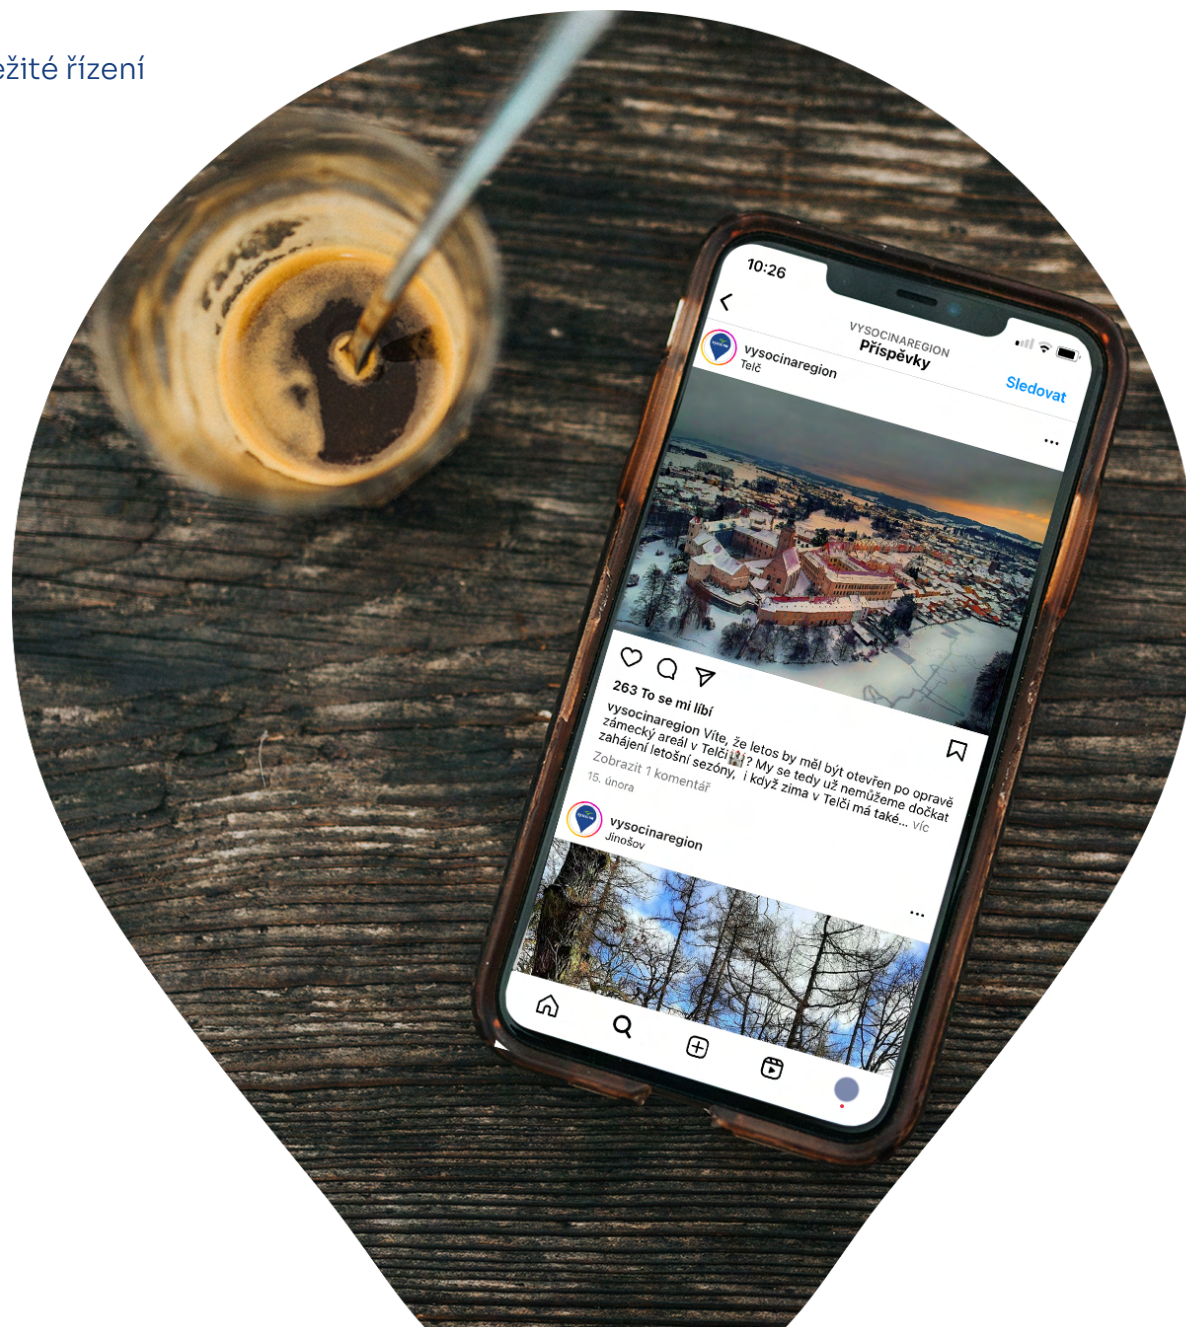 ežité řízení
10:26
VYSOCINAREGION
Příspěvky
Sledovat
vysocinaregion
Telč
263 To se mi líbí
vysocinaregion Víte, že letos by měl být otevřen po opravě
zámecký areál v Telči🏰? My se tedy už nemůžeme dočkat
zahájení letošní sezóny, i když zima v Telči má také... víc
Zobrazit 1 komentář
15. února
vysocinaregion
Jinošov